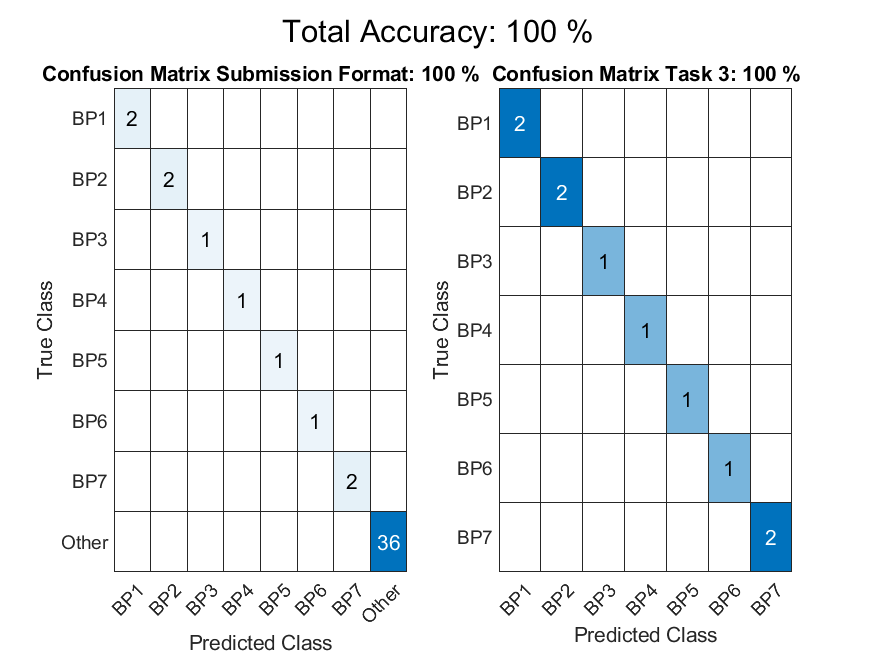 Total Accuracy: 100 %
Confusion Matrix Submission Format: 100 %
True Class
BP1 2
BP2 2
BP3 1
BP4 1
BP5 1
BP6 1
BP7 2
Other 36
BP1 BP2 BP3 BP4 BP5 BP6 BP7 Other
Predicted Class
Confusion Matrix Task 3: 100 %
True Class
BP1 2
BP2 2
BP3 1
BP4 1
BP5 1
BP6 1
BP7 2
BP1 BP2 BP3 BP4 BP5 BP6 BP7
Predicted Class